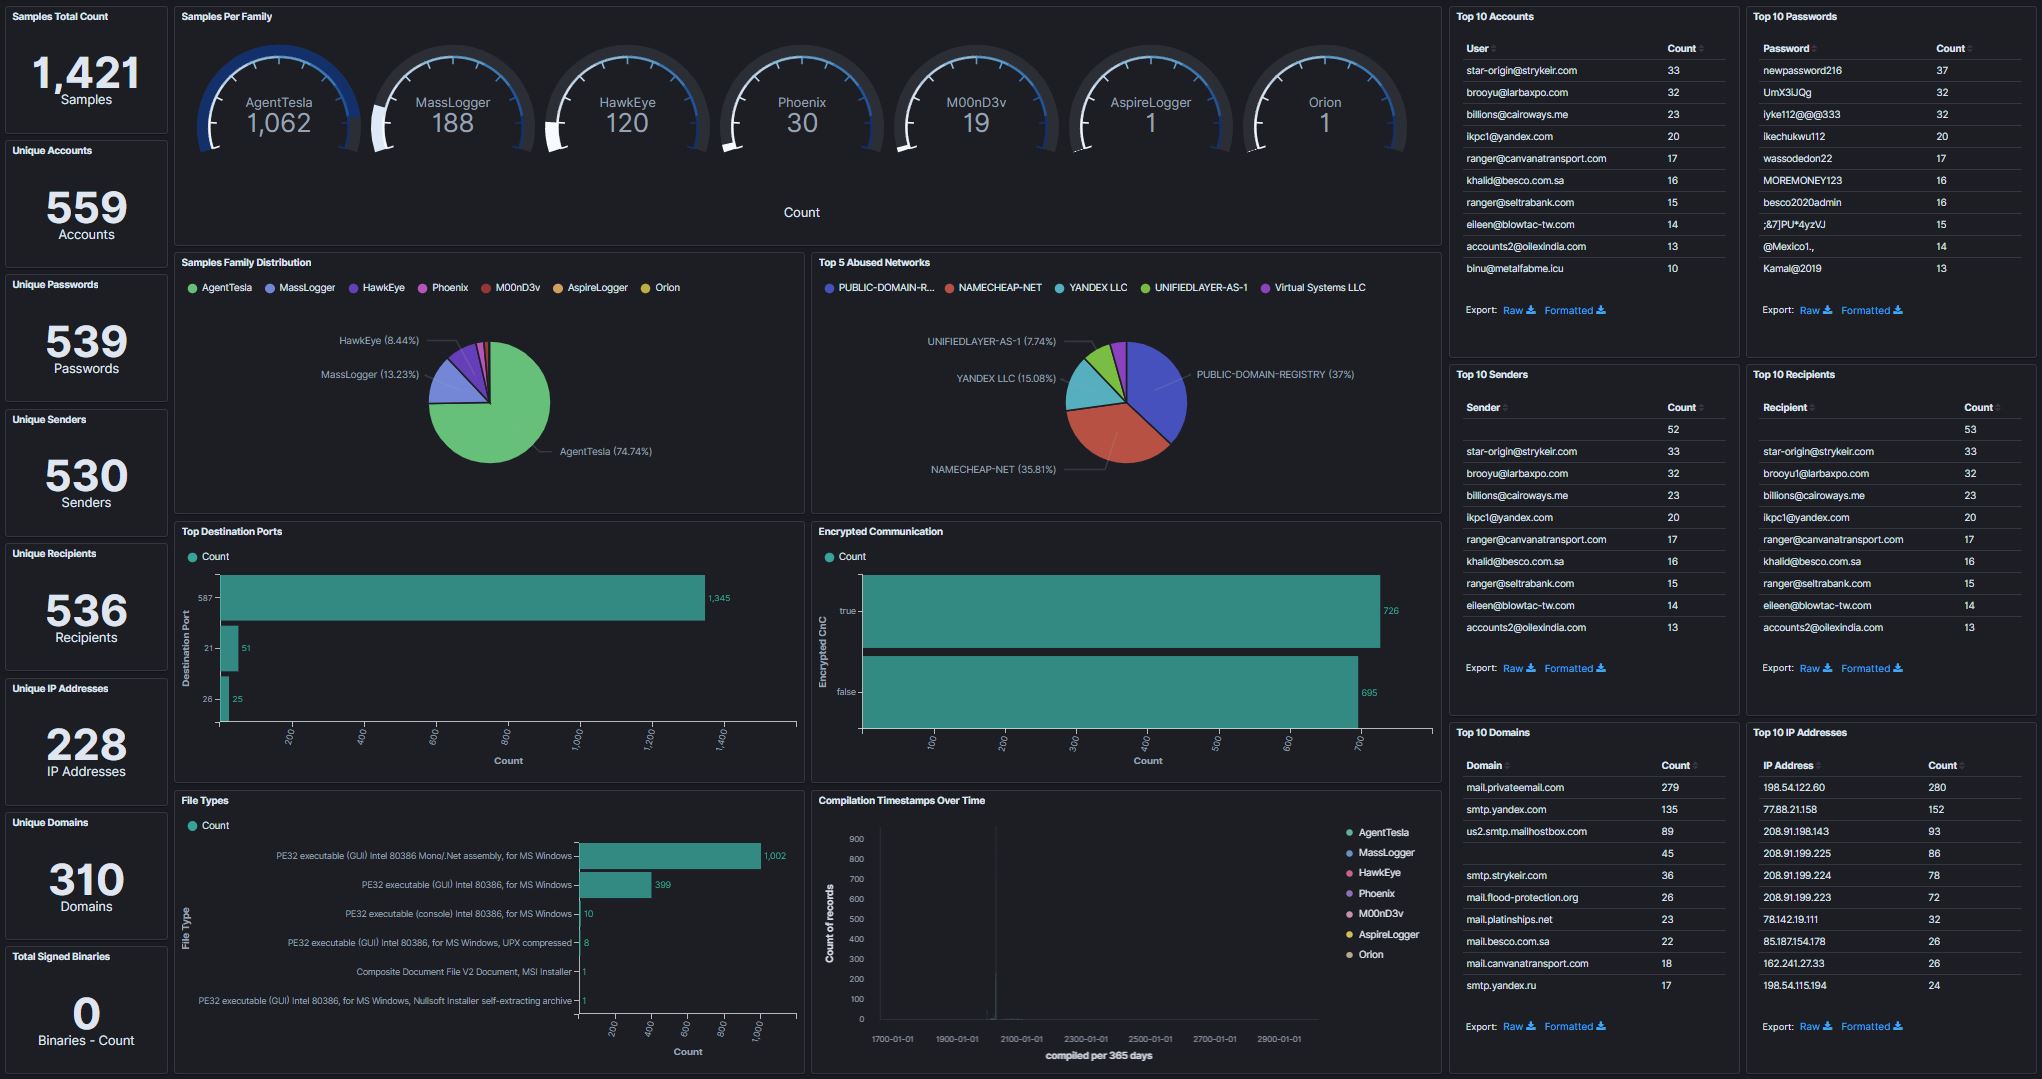 Samples Total Count
1,421
Samples
Unique Accounts
559
Accounts
Unique Passwords
539
Passwords
Unique Senders
530
Senders
Unique Recipients
536
Recipients
Unique IP Addresses
228
IP Addresses
Unique Domains
310
Domains
Total Signed Binaries
0
Binaries - Count
Samples Per Family
AgentTesla
1,062
MassLogger
188
HawkEye
120
Phoenix
30
M00nD3v
19
AspireLogger
1
Orion
1
Count
Samples Family Distribution
AgentTesla MassLogger HawkEye Phoenix M00nD3v AspireLogger Orion
HawkEye (8.44%)
MassLogger (13.23%)
AgentTesla (74.74%)
Top 5 Abused Networks
PUBLIC-DOMAIN-R... NAMECHEAP-NET YANDEX LLC UNIFIEDLAYER-AS-1 Virtual Systems LLC
UNIFIEDLAYER-AS-1 (7.74%)
YANDEX LLC (15.08%)
PUBLIC-DOMAIN-REGISTRY (37%)
NAMECHEAP-NET (35.81%)
Top Destination Ports
Count
Destination Port
587 1,345
21 51
26 25
200 400 600 800 1,000 1,200 1,400
Count
Encrypted Communication
Count
Encrypted CnC
true 726
false 695
100 200 300 400 500 600 700
Count
File Types
Count
File Type
PE32 executable (GUI) Intel 80386 Mono/.Net assembly, for MS Windows 1,002
PE32 executable (GUI) Intel 80386, for MS Windows 399
PE32 executable (console) Intel 80386, for MS Windows 10
PE32 executable (GUI) Intel 80386, for MS Windows, UPX compressed 8
Composite Document File V2 Document, MSI Installer 1
PE32 executable (GUI) Intel 80386, for MS Windows, Nullsoft Installer self-extracting archive 1
200 400 600 800 1,000
Count
Compilation Timestamps Over Time
Count of records
900
800
700
600
500
400
300
200
100
0
1700-01-01 1900-01-01 2100-01-01 2300-01-01 2500-01-01 2700-01-01 2900-01-01
compiled per 365 days
AgentTesla
MassLogger
HawkEye
Phoenix
M00nD3v
AspireLogger
Orion
Top 10 Accounts
User Count
star-origin@strykeir.com 33
brooyu@larbaxpo.com 32
billions@cairoways.me 23
ikpc1@yandex.com 20
ranger@canvanatransport.com 17
khalid@besco.com.sa 16
ranger@seltrabank.com 15
eileen@blowtac-tw.com 14
accounts2@oilexindia.com 13
binu@metalfabme.icu 10
Export: Raw Formatted
Top 10 Passwords
Password Count
newpassword216 37
UmX3iJQg 32
iyke112@@@333 32
ikechukwu112 20
wassodedon22 17
MOREMONEY123 16
besco2020admin 16
;&7]PU*4yzVJ 15
@Mexico1., 14
Kamal@2019 13
Export: Raw Formatted
Top 10 Senders
Sender Count
52
star-origin@strykeir.com 33
brooyu@larbaxpo.com 32
billions@cairoways.me 23
ikpc1@yandex.com 20
ranger@canvanatransport.com 17
khalid@besco.com.sa 16
ranger@seltrabank.com 15
eileen@blowtac-tw.com 14
accounts2@oilexindia.com 13
Export: Raw Formatted
Top 10 Recipients
Recipient Count
53
star-origin@strykeir.com 33
brooyu1@larbaxpo.com 32
billions@cairoways.me 23
ikpc1@yandex.com 20
ranger@canvanatransport.com 17
khalid@besco.com.sa 16
ranger@seltrabank.com 15
eileen@blowtac-tw.com 14
accounts2@oilexindia.com 13
Export: Raw Formatted
Top 10 Domains
Domain Count
mail.privateemail.com 279
smtp.yandex.com 135
us2.smtp.mailhostbox.com 89
45
smtp.strykeir.com 36
mail.flood-protection.org 26
mail.platinships.net 23
mail.besco.com.sa 22
mail.canvanatransport.com 18
smtp.yandex.ru 17
Export: Raw Formatted
Top 10 IP Addresses
IP Address Count
198.54.122.60 280
77.88.21.158 152
208.91.198.143 93
208.91.199.225 86
208.91.199.224 78
208.91.199.223 72
78.142.19.111 32
85.187.154.178 26
162.241.27.33 26
198.54.115.194 24
Export: Raw Formatted